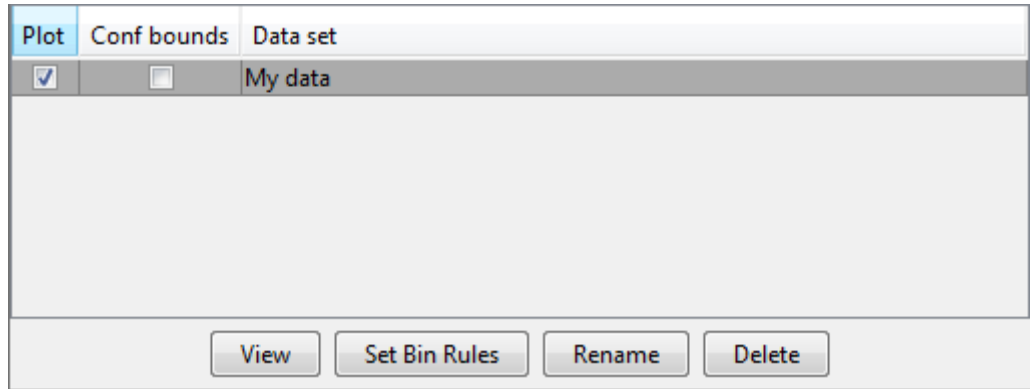 Plot Conf bounds Data set
My data
View Set Bin Rules Rename Delete